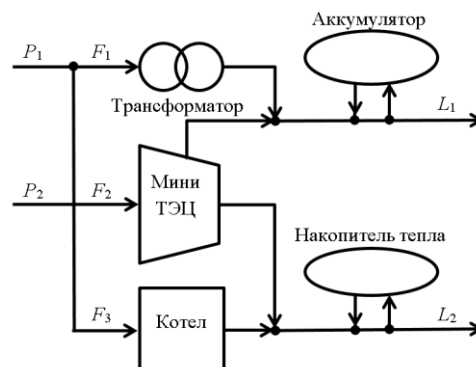 Аккумулятор
P₁ F₁ L₁
Трансформатор
Мини
ТЭЦ
P₂ F₂
Накопитель тепла
F₃ Котел L₂